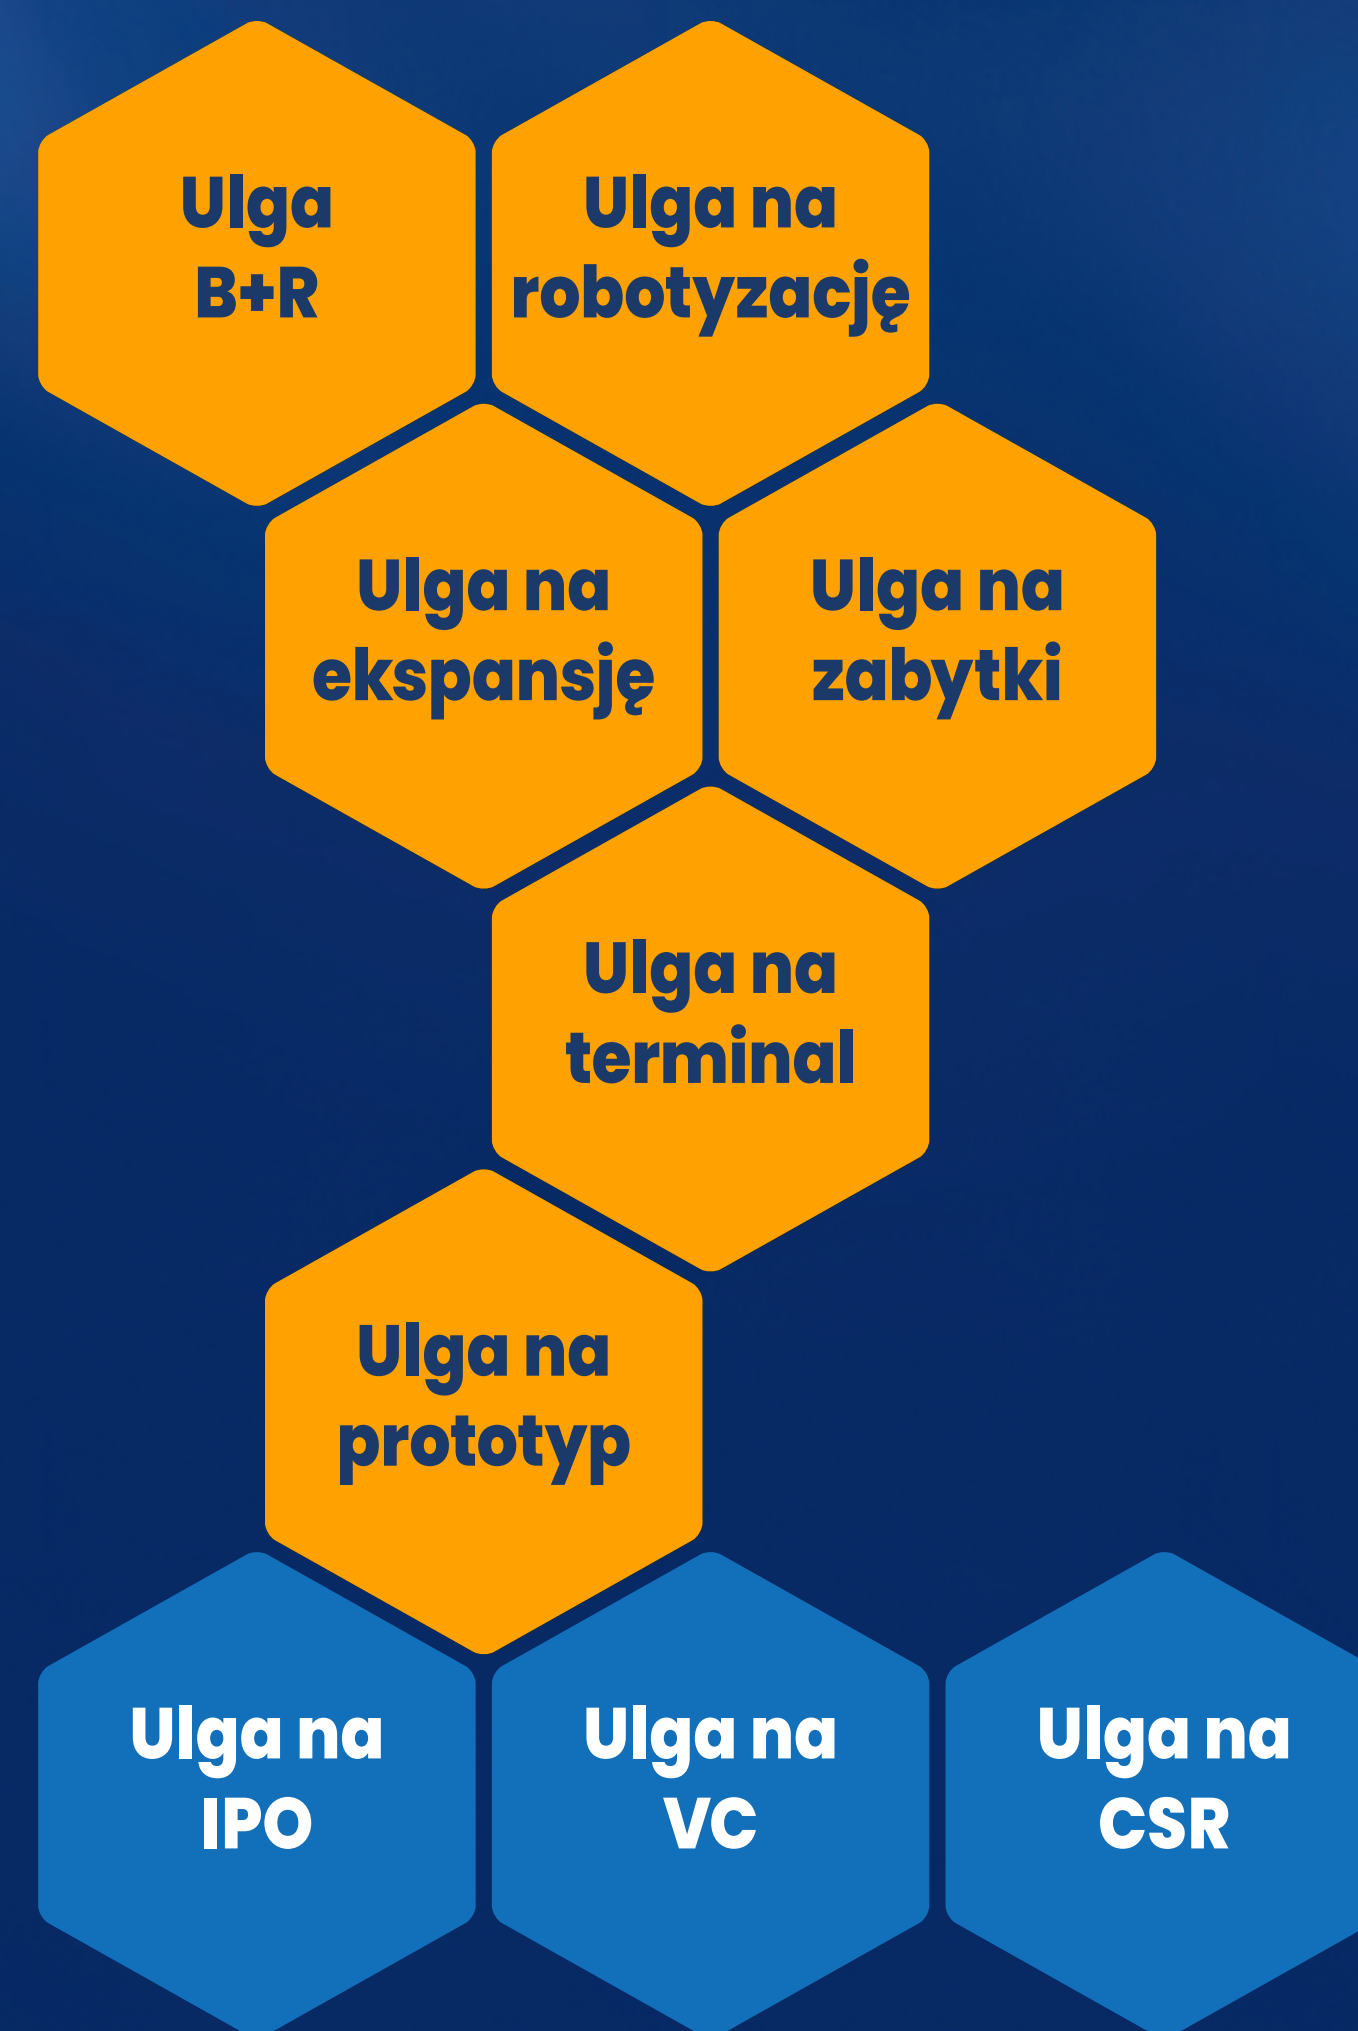 Ulga
B+R
Ulga na
robotyzację
Ulga na
ekspansję
Ulga na
zabytki
Ulga na
terminal
Ulga na
prototyp
Ulga na
IPO
Ulga na
VC
Ulga na
CSR